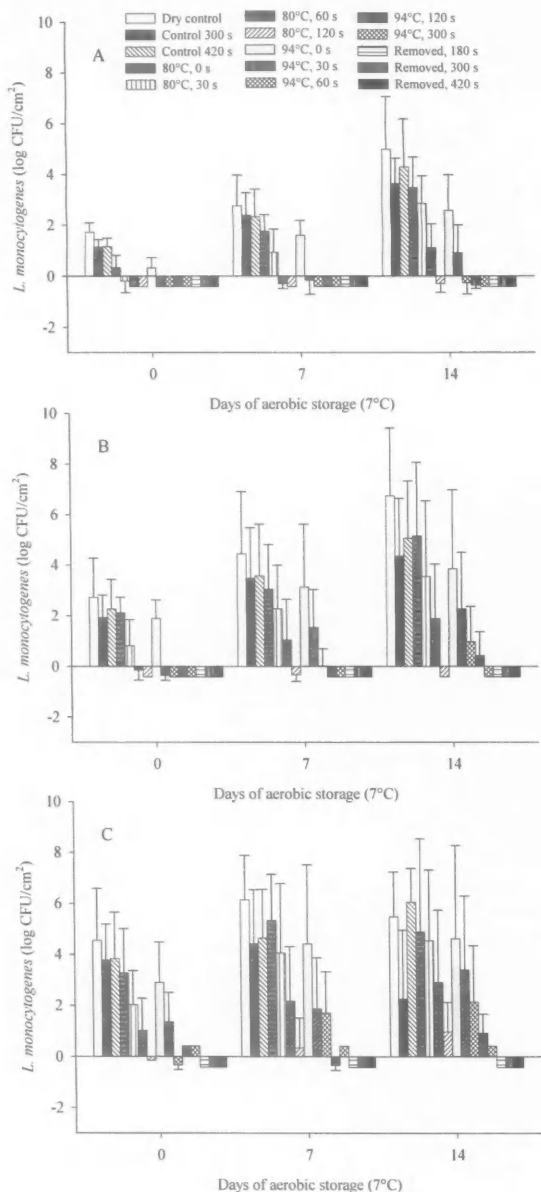 10
8
6
4
2
0
-2
L. monocytogenes (log CFU/cm²)
A
Dry control
Control 300 s
Control 420 s
80°C, 0 s
80°C, 30 s
80°C, 60 s
80°C, 120 s
94°C, 0 s
94°C, 30 s
94°C, 60 s
94°C, 120 s
94°C, 300 s
Removed, 180 s
Removed, 300 s
Removed, 420 s
0 7 14
Days of aerobic storage (7°C)
10
8
6
4
2
0
-2
L. monocytogenes (log CFU/cm²)
B
0 7 14
Days of aerobic storage (7°C)
10
8
6
4
2
0
-2
L. monocytogenes (log CFU/cm²)
C
0 7 14
Days of aerobic storage (7°C)